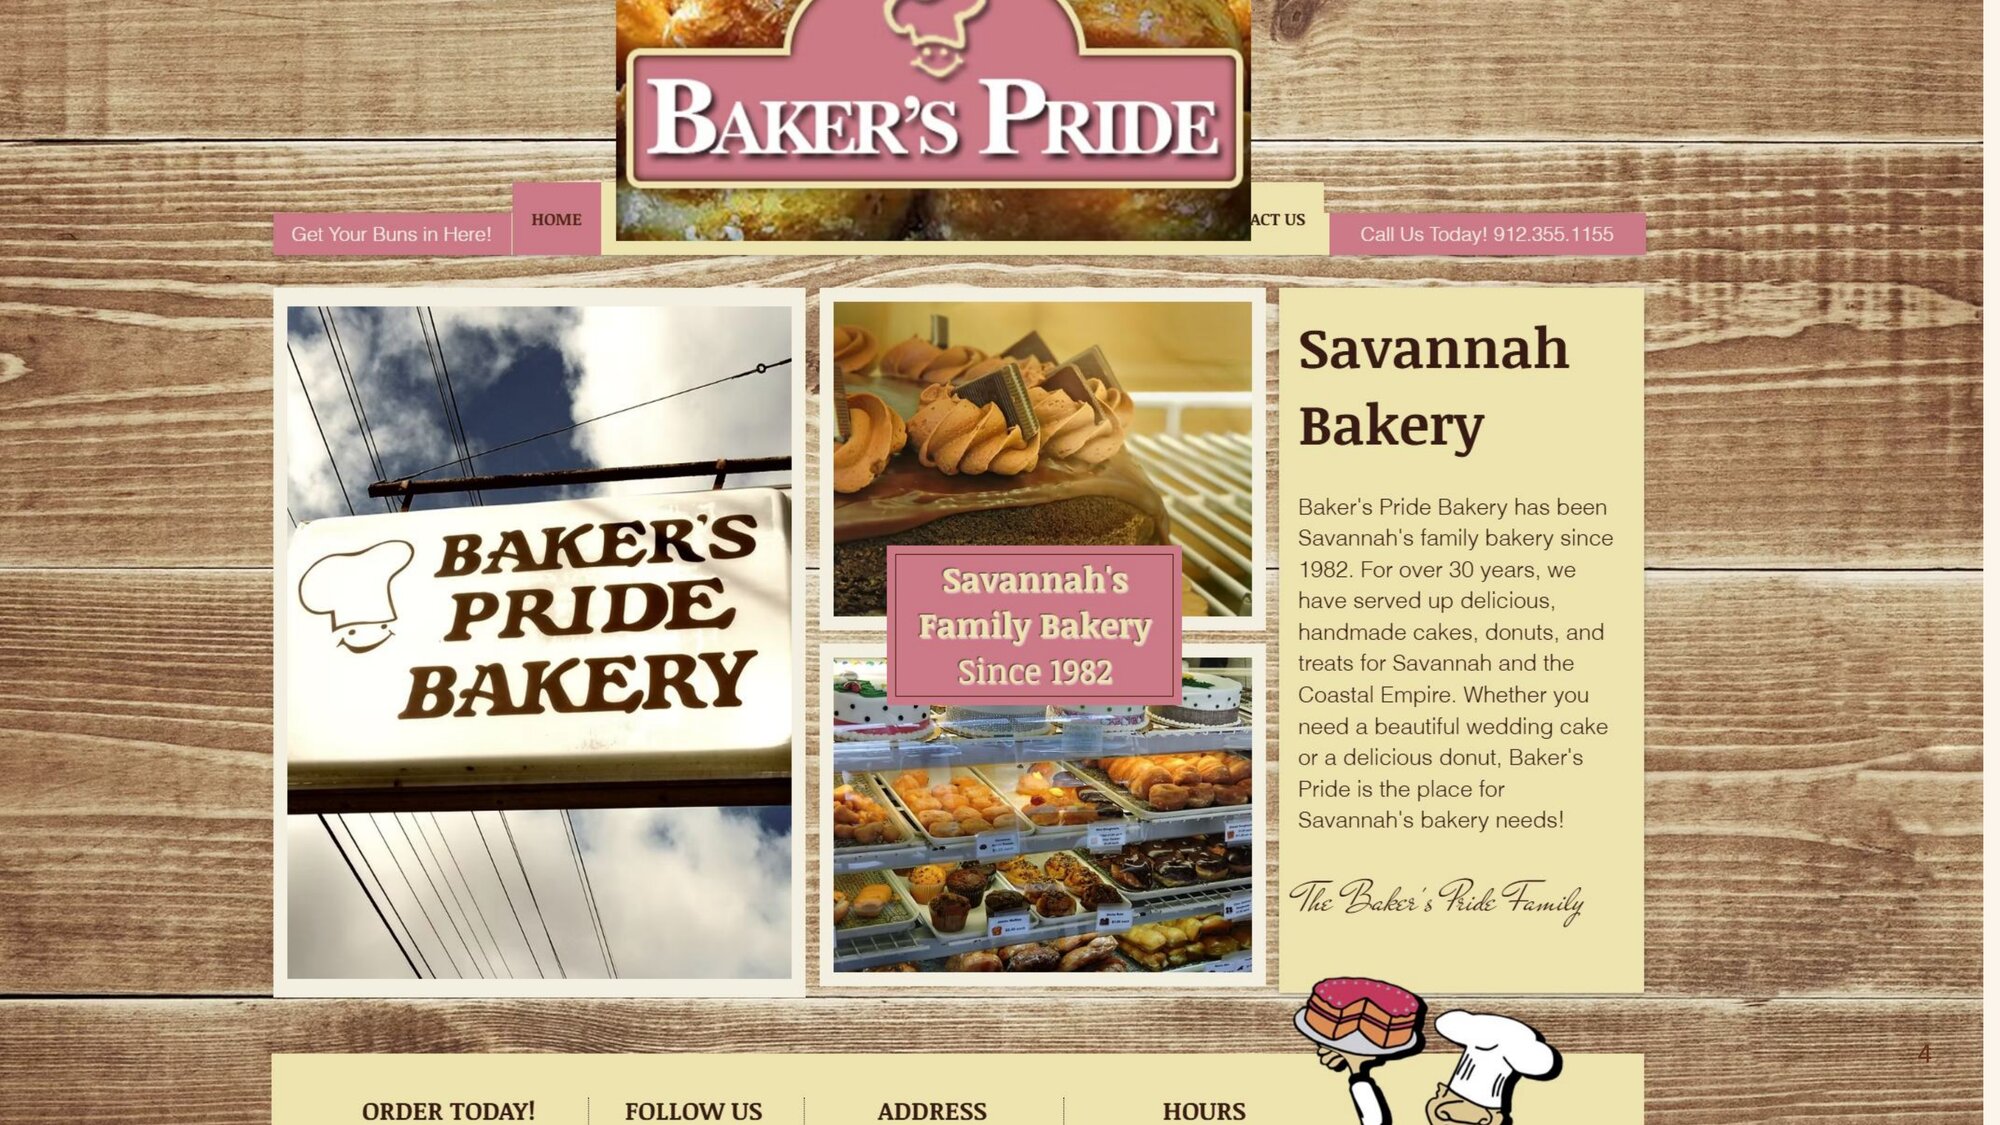 BAKER'S PRIDE
Get Your Buns in Here!
HOME
ACT US
Call Us Today! 912.355.1155
BAKER'S
PRIDE
BAKERY
Savannah's
Family Bakery
Since 1982
Savannah
Bakery
Baker's Pride Bakery has been
Savannah's family bakery since
1982. For over 30 years, we
have served up delicious,
handmade cakes, donuts, and
treats for Savannah and the
Coastal Empire. Whether you
need a beautiful wedding cake
or a delicious donut, Baker's
Pride is the place for
Savannah's bakery needs!
The Baker's Pride Family
4
ORDER TODAY!
FOLLOW US
ADDRESS
HOURS